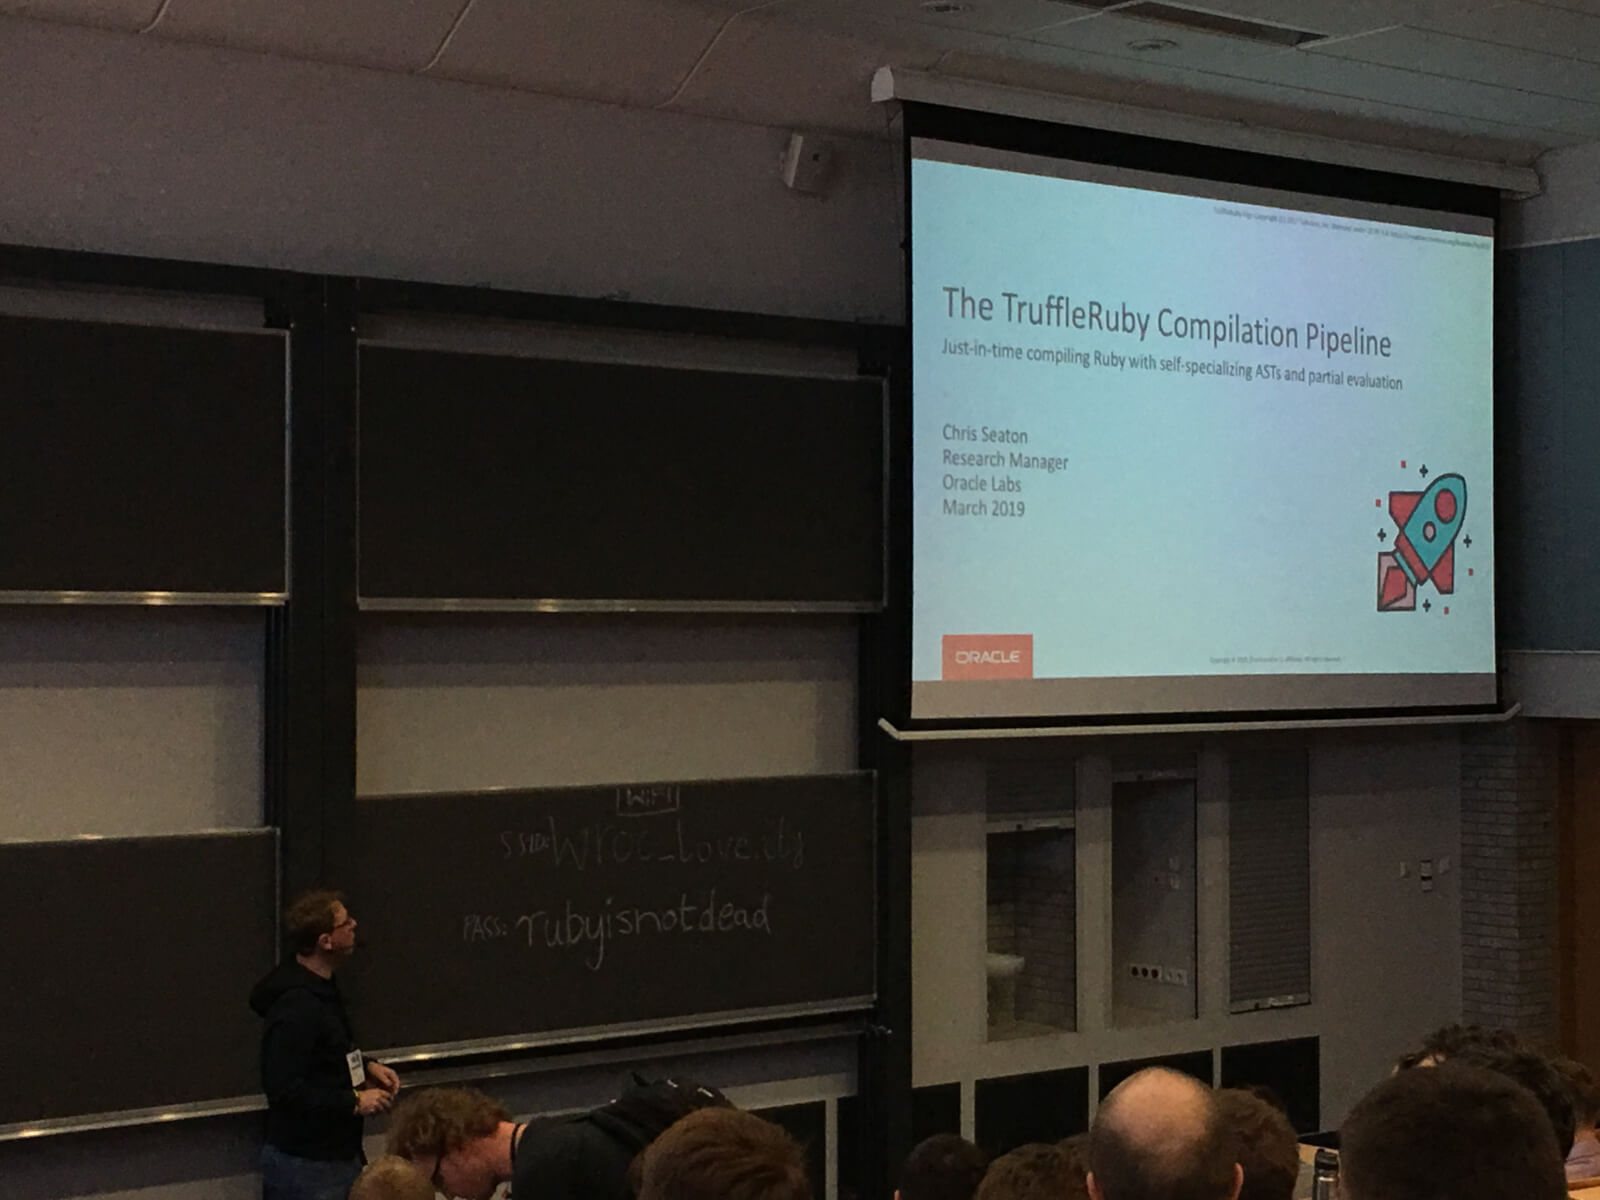 The TruffleRuby Compilation Pipeline
Just-in-time compiling Ruby with self-specializing ASTs and partial evaluation
Chris Seaton
Research Manager
Oracle Labs
March 2019
ORACLE
WIFI
SSID: wroc_love.rb
PASS: rubyisnotdead